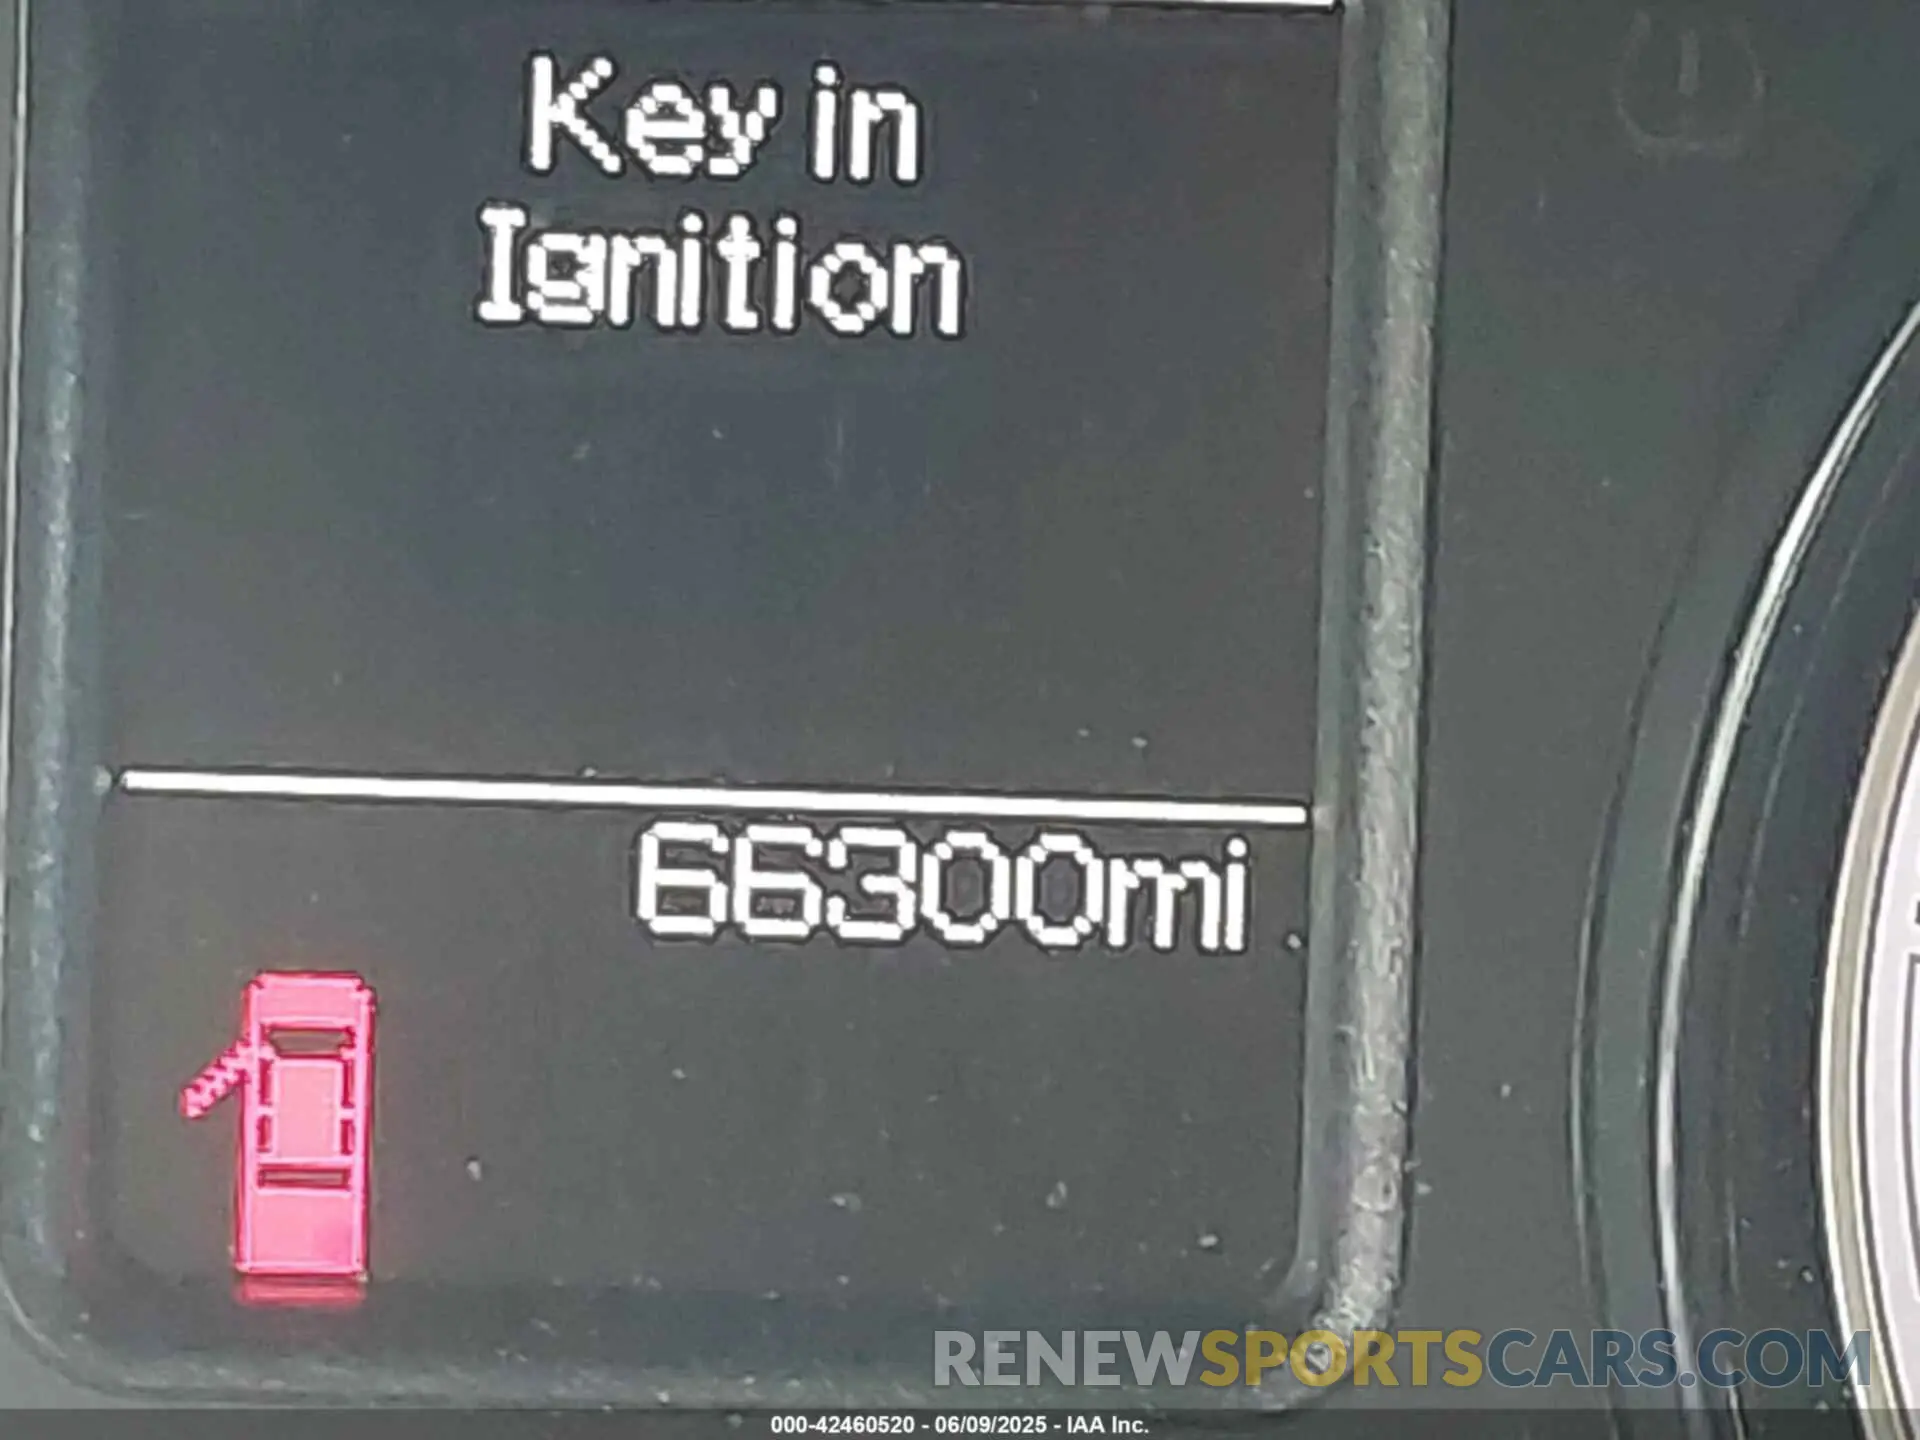 Key in
Ignition
66300mi
RENEWSPORTSCARS.COM
000-42460520 - 06/09/2025 - IAA Inc.